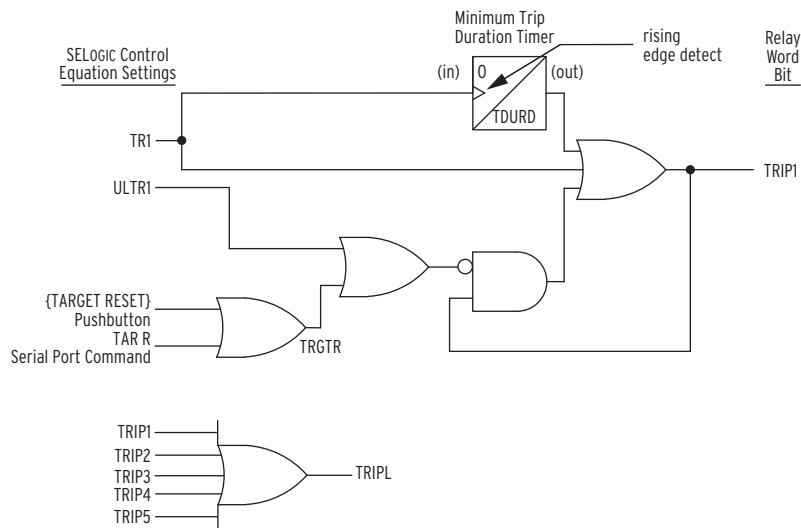 Minimum Trip
Duration Timer
rising
edge detect
Relay
Word
Bit
SELOGIC Control
Equation Settings
(in)
0
(out)
TDURD
TR1
TRIP1
ULTR1
{TARGET RESET}
Pushbutton
TAR R
Serial Port Command
TRGTR
TRIP1
TRIP2
TRIP3
TRIP4
TRIP5
TRIPL